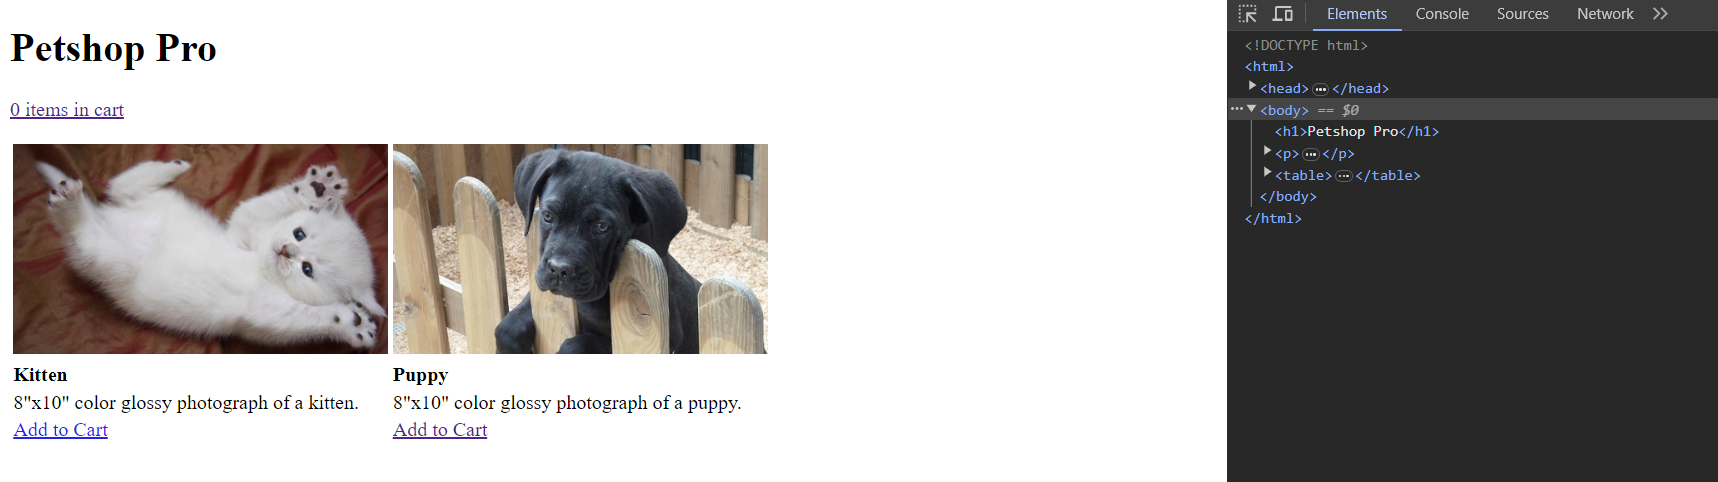 Petshop Pro
0 items in cart
Kitten
8"x10" color glossy photograph of a kitten.
Add to Cart
Puppy
8"x10" color glossy photograph of a puppy.
Add to Cart
Elements Console Sources Network
<!DOCTYPE html>
<html>
<head> </head>
<body> == $0
<h1>Petshop Pro</h1>
<p> </p>
<table> </table>
</body>
</html>